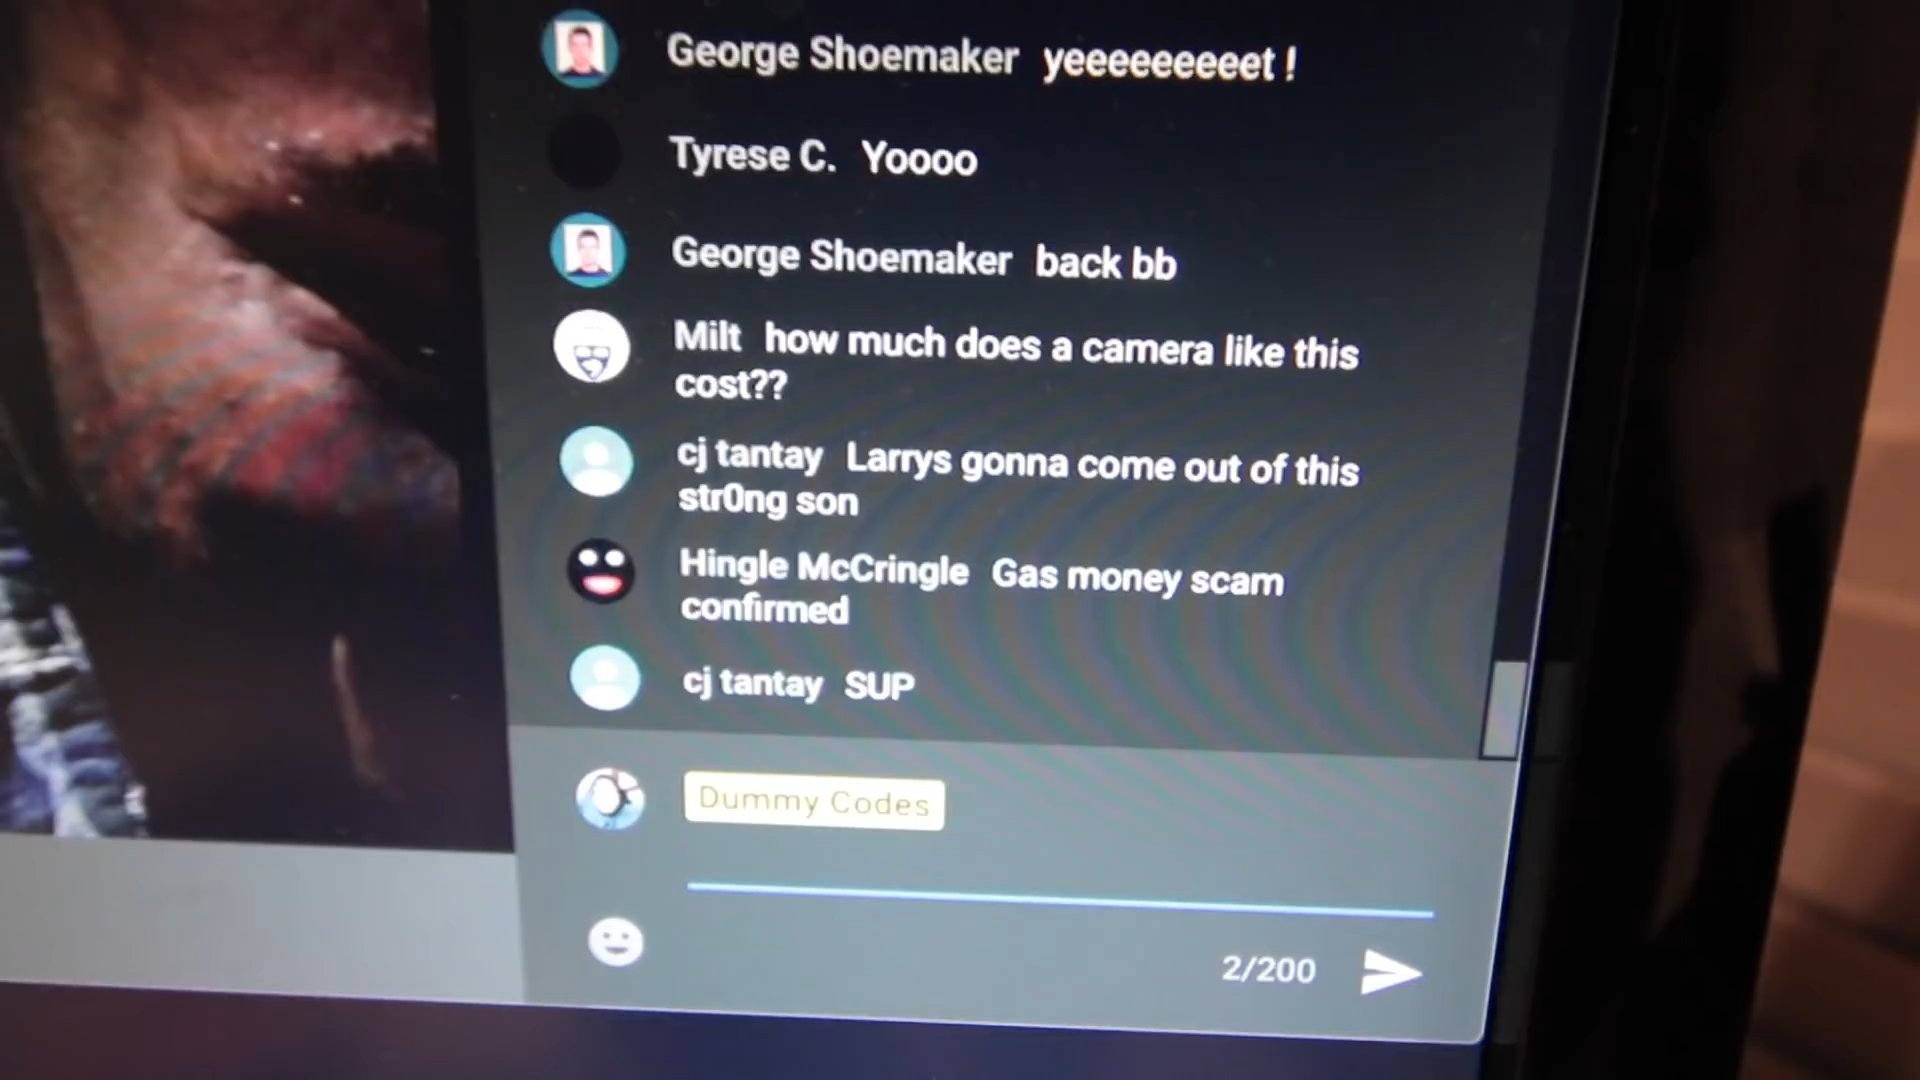 George Shoemaker yeeeeeeeeet !
Tyrese C. Yoooo
George Shoemaker back bb
Milt how much does a camera like this
cost??
cj tantay Larrys gonna come out of this
str0ng son
Hingle McCringle Gas money scam
confirmed
cj tantay SUP
Dummy Codes
2/200